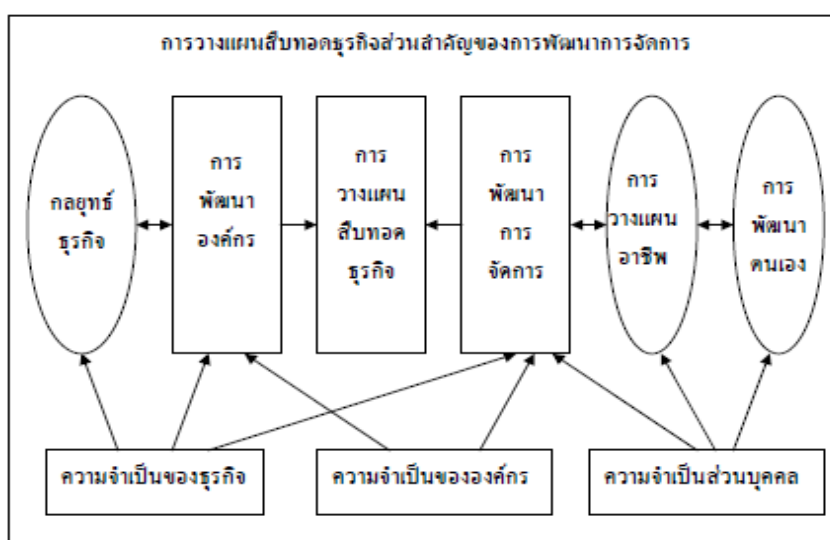 การวางแผนสืบทอดธุรกิจส่วนสำคัญของการพัฒนาการจัดการ
กลยุทธ์
ธุรกิจ
การ
พัฒนา
องค์กร
การ
วางแผน
สืบทอด
ธุรกิจ
การ
พัฒนา
การ
จัดการ
การ
วางแผน
อาชีพ
การ
พัฒนา
ตนเอง
ความจำเป็นของธุรกิจ
ความจำเป็นขององค์กร
ความจำเป็นส่วนบุคคล